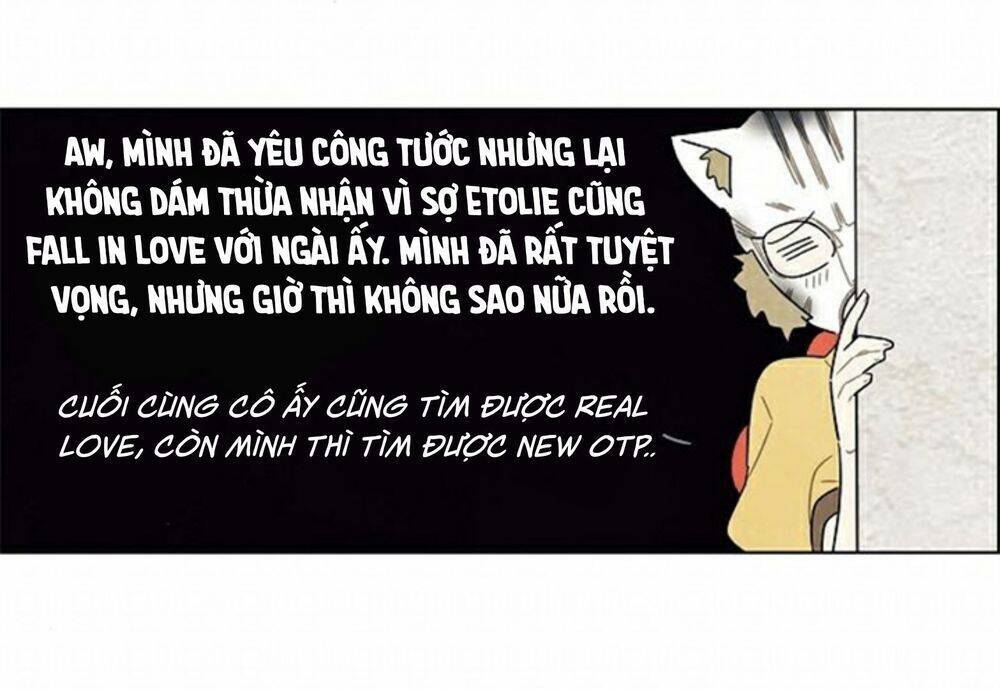 AW, MÌNH ĐÃ YÊU CÔNG TƯỚC NHƯNG LẠI
KHÔNG DÁM THỪA NHẬN VÌ SỢ ETOLIE CŨNG
FALL IN LOVE VỚI NGÀI ẤY. MÌNH ĐÃ RẤT TUYỆT
VỌNG, NHƯNG GIỜ THÌ KHÔNG SAO NỮA RỒI.
CUỐI CÙNG CÔ ẤY CŨNG TÌM ĐƯỢC REAL
LOVE, CÒN MÌNH THÌ TÌM ĐƯỢC NEW OTP..